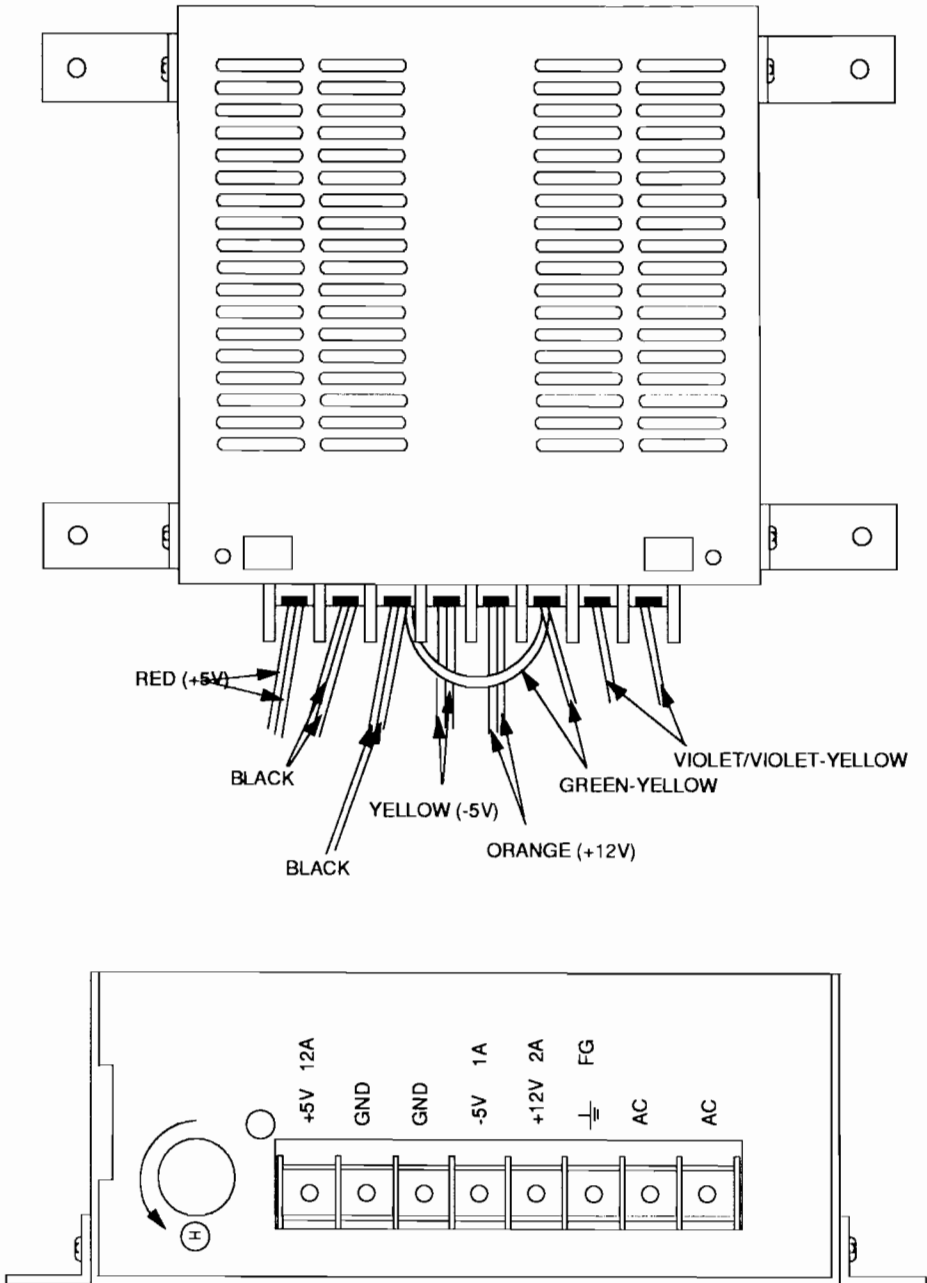 RED (+5V)
BLACK
BLACK
YELLOW (-5V)
ORANGE (+12V)
GREEN-YELLOW
VIOLET/VIOLET-YELLOW
+5V 12A
GND
GND
-5V 1A
+12V 2A
FG
AC
AC
H